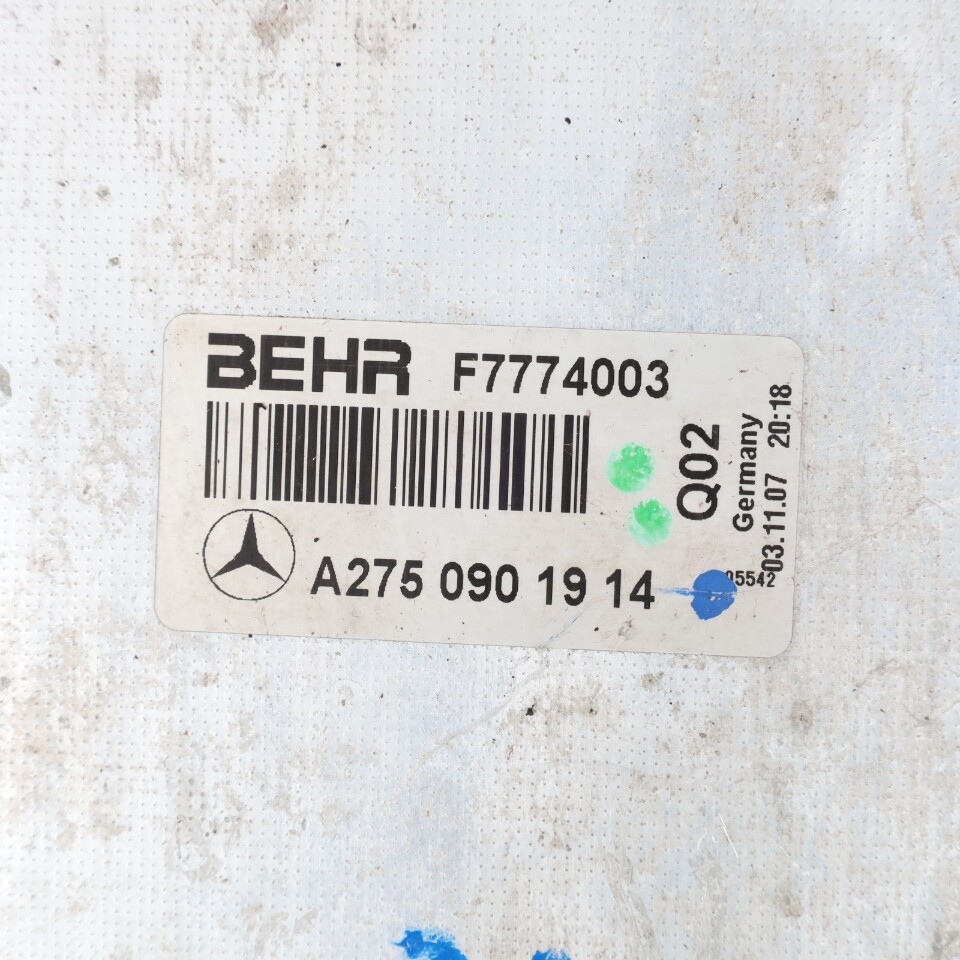 BEHR F7774003
A275 090 19 14
Q02
Germany
03.11.07 20:18
05542